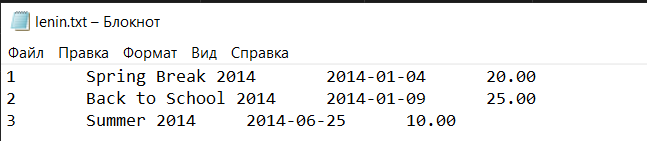 lenin.txt – Блокнот
Файл Правка Формат Вид Справка
1 Spring Break 2014 2014-01-04 20.00
2 Back to School 2014 2014-01-09 25.00
3 Summer 2014 2014-06-25 10.00